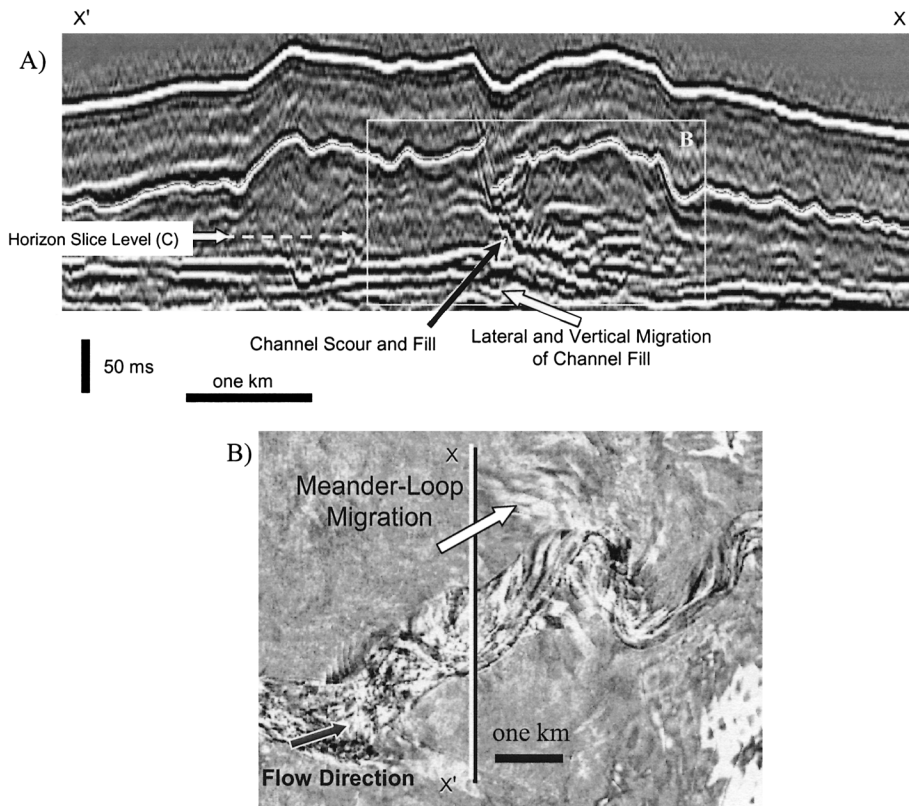 X' X
A)
B
Horizon Slice Level (C)
Channel Scour and Fill
Lateral and Vertical Migration
of Channel Fill
50 ms
one km
B)
X
Meander-Loop
Migration
one km
Flow Direction
X'